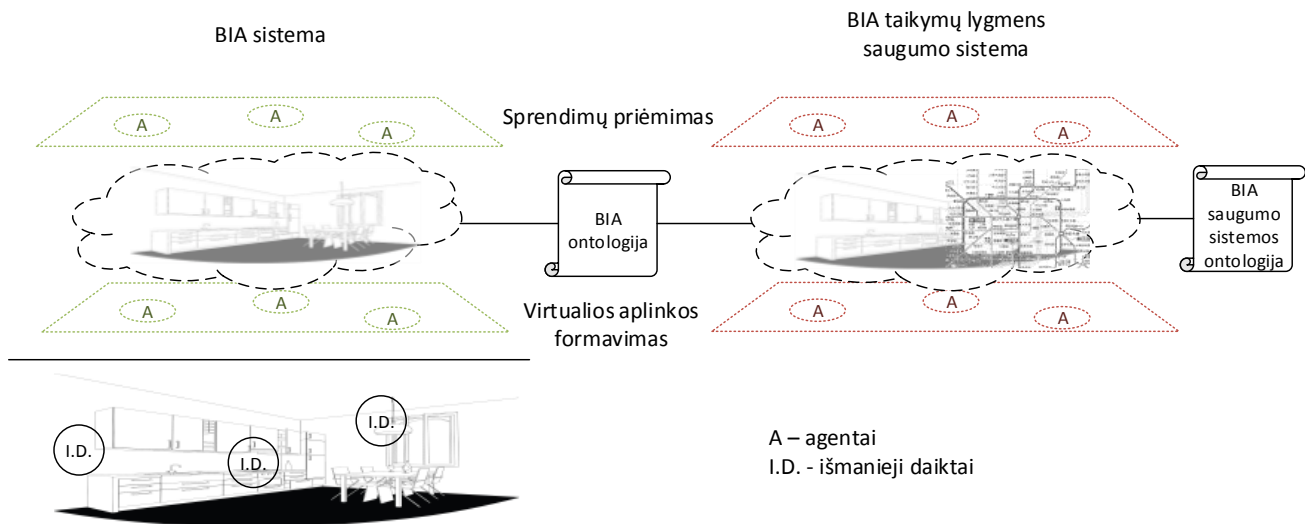 BIA sistema
BIA taikymų lygmens
saugumo sistema
A
A
A
Sprendimų priėmimas
A
A
A
BIA
ontologija
BIA
saugumo
sistemos
ontologija
A
A
A
Virtualios aplinkos
formavimas
A
A
A
I.D.
I.D.
I.D.
A – agentai
I.D. - išmanieji daiktai